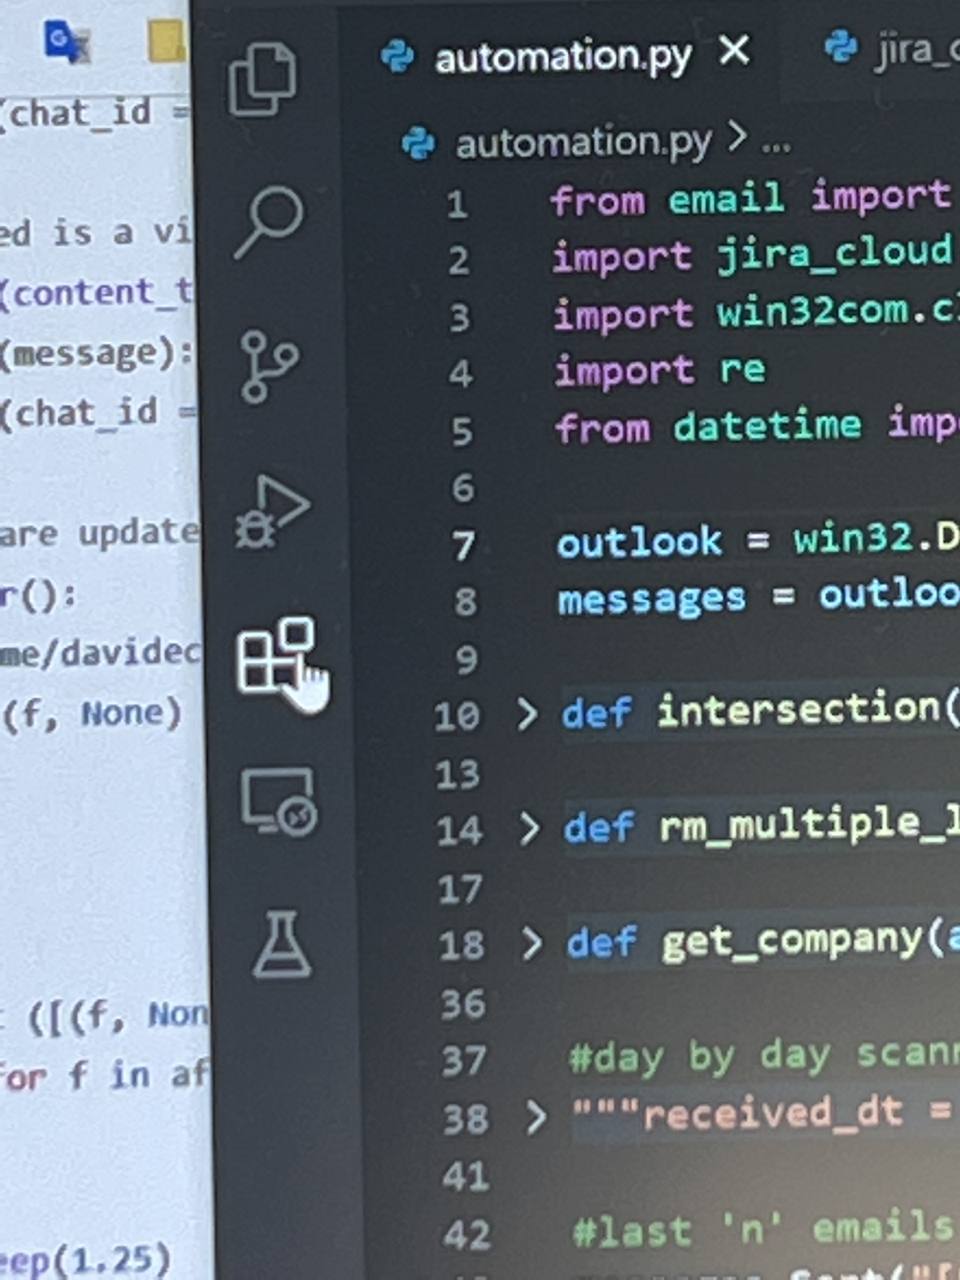 (chat_id =
ed is a vi
(content_t
(message):
(chat_id =
are update
r():
me/davidec
(f, None)
([(f, Non
for f in af
eep(1.25)
automation.py
jira_c
automation.py > ...
1 from email import
2 import jira_cloud
3 import win32com.cl
4 import re
5 from datetime impo
6
7 outlook = win32.D
8 messages = outloo
9
10 > def intersection(
13
14 > def rm_multiple_l
17
18 > def get_company(a
36
37 #day by day scann
38 > """received_dt =
41
42 #last 'n' emails